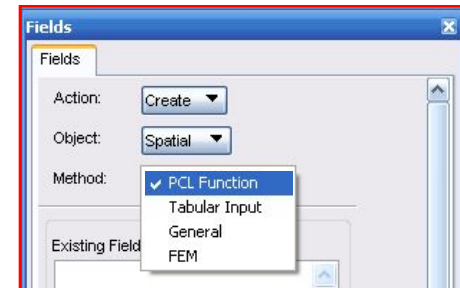 Fields
Fields
Action: Create
Object: Spatial
Method: PCL Function
Tabular Input
General
FEM
Existing Field